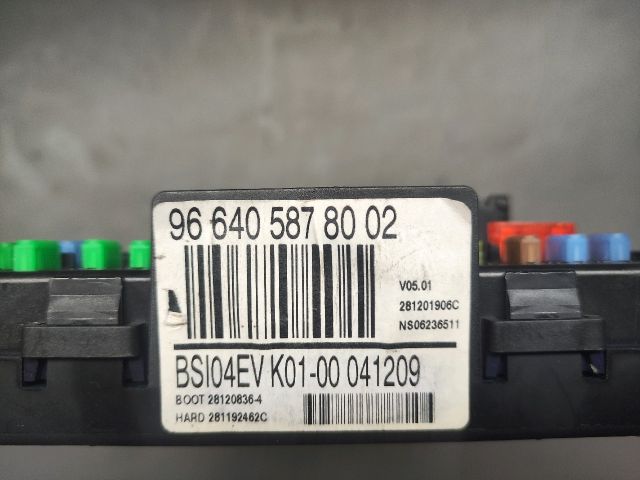 96 640 587 80 02
V05.01
281201906C
NS06236511
BSI04EV K01-00 041209
BOOT 28120836-4
HARD 281192462C